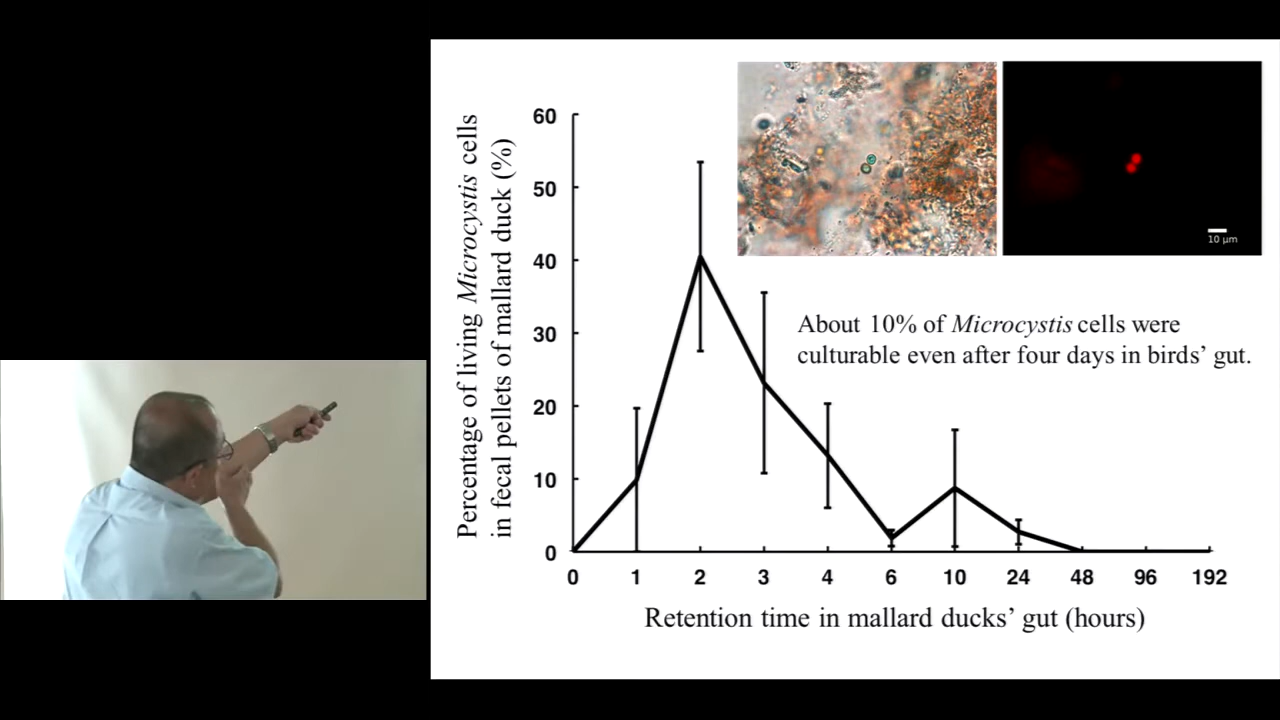 Percentage of living Microcystis cells
in fecal pellets of mallard duck (%)
60
50
40
30
20
10
0
10 µm
About 10% of Microcystis cells were
culturable even after four days in birds’ gut.
0 1 2 3 4 6 10 24 48 96 192
Retention time in mallard ducks’ gut (hours)